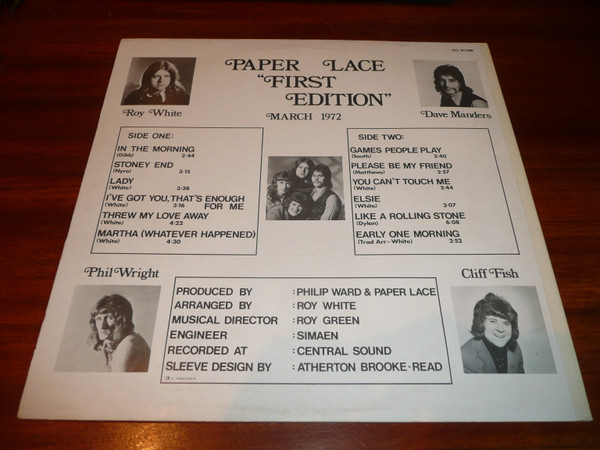 PAPER LACE
"FIRST
EDITION"
MARCH 1972
Roy White
Dave Manders
SIDE ONE:
IN THE MORNING
(Gibb) 2:44
STONEY END
(Nyro) 3:15
LADY
(White) 3:38
I'VE GOT YOU, THAT'S ENOUGH
(White) 3:16 FOR ME
THREW MY LOVE AWAY
(White) 4:22
MARTHA (WHATEVER HAPPENED)
(White) 4:30
SIDE TWO:
GAMES PEOPLE PLAY
(South) 3:40
PLEASE BE MY FRIEND
(Matthews) 2:57
YOU CAN'T TOUCH ME
(White) 2:44
ELSIE
(White) 3:07
LIKE A ROLLING STONE
(Dylan) 6:08
EARLY ONE MORNING
(Trad Arr:-White) 2:52
Phil Wright
Cliff Fish
PRODUCED BY : PHILIP WARD & PAPER LACE
ARRANGED BY : ROY WHITE
MUSICAL DIRECTOR : ROY GREEN
ENGINEER : SIMAEN
RECORDED AT : CENTRAL SOUND
SLEEVE DESIGN BY : ATHERTON BROOKE·READ